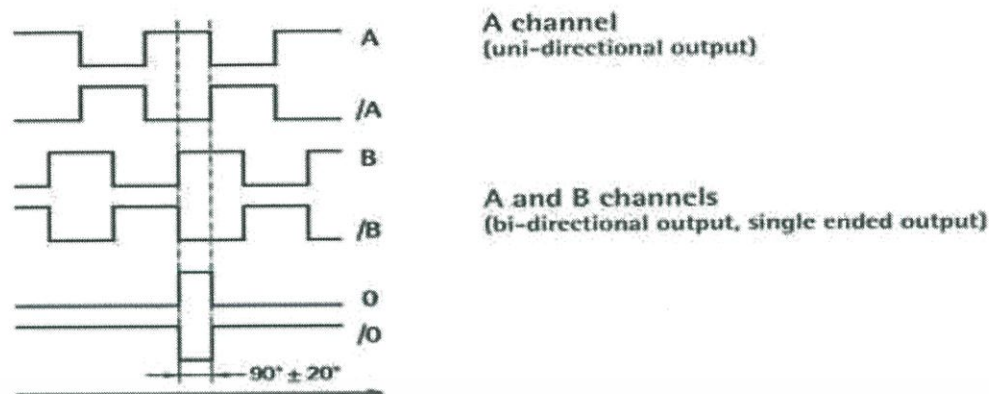 A
/A
B
/B
0
/0
90° ± 20°
A channel
(uni-directional output)
A and B channels
(bi-directional output, single ended output)